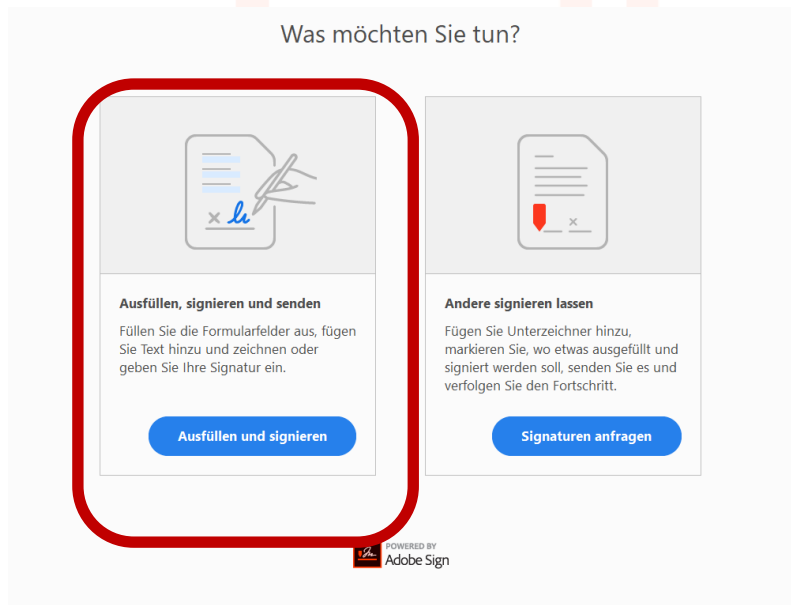 Was möchten Sie tun?
Ausfüllen, signieren und senden
Füllen Sie die Formularfelder aus, fügen
Sie Text hinzu und zeichnen oder
geben Sie Ihre Signatur ein.
Ausfüllen und signieren
Andere signieren lassen
Fügen Sie Unterzeichner hinzu,
markieren Sie, wo etwas ausgefüllt und
signiert werden soll, senden Sie es und
verfolgen Sie den Fortschritt.
Signaturen anfragen
POWERED BY
Adobe Sign